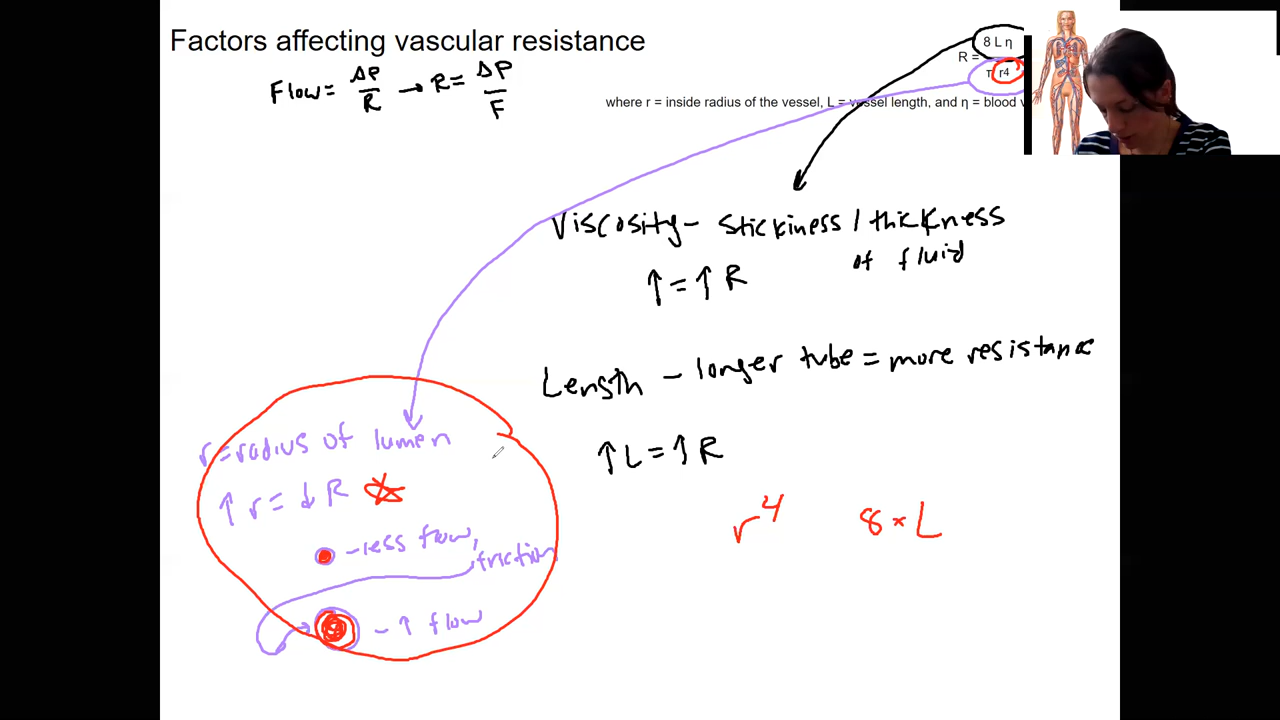 Factors affecting vascular resistance
8 L η
R =
π r4
Flow = ΔP/R → R = ΔP/F
where r = inside radius of the vessel, L = vessel length, and η = blood
Viscosity - stickiness / thickness
of fluid
↑ = ↑ R
Length - longer tube = more resistance
↑ L = ↑ R
r = radius of lumen
↑ r = ↓ R
- less flow,
friction
- ↑ flow
r^4 8 × L